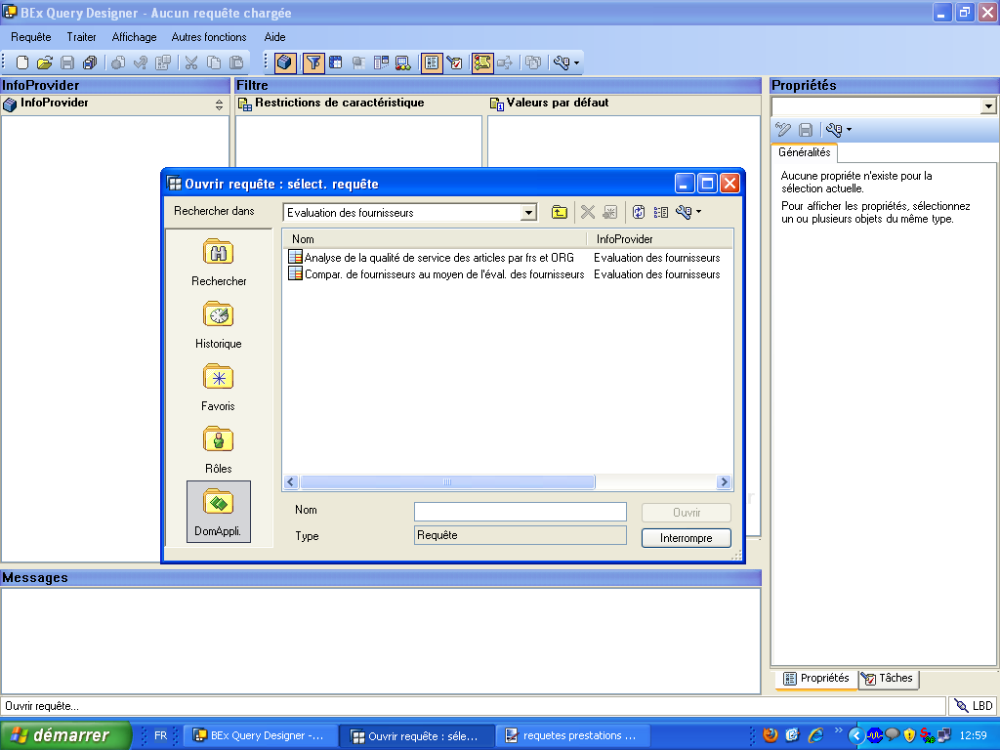 BEx Query Designer - Aucun requête chargée
Requête Traiter Affichage Autres fonctions Aide
InfoProvider
InfoProvider
Filtre
Restrictions de caractéristique
Valeurs par défaut
Propriétés
Généralités
Aucune propriéte n'existe pour la
sélection actuelle.
Pour afficher les propriétés, sélectionnez
un ou plusieurs objets du même type.
Ouvrir requête : sélect. requête
Rechercher dans
Evaluation des fournisseurs
Rechercher
Historique
Favoris
Rôles
DomAppli.
Nom InfoProvider
Analyse de la qualité de service des articles par frs et ORG Evaluation des fournisseurs
Compar. de fournisseurs au moyen de l'éval. des fournisseurs Evaluation des fournisseurs
Nom
Ouvrir
Type
Requête
Interrompre
Messages
Propriétés
Tâches
Ouvrir requête...
LBD
démarrer
FR
BEx Query Designer -...
Ouvrir requête : séle...
requetes prestations ...
12:59